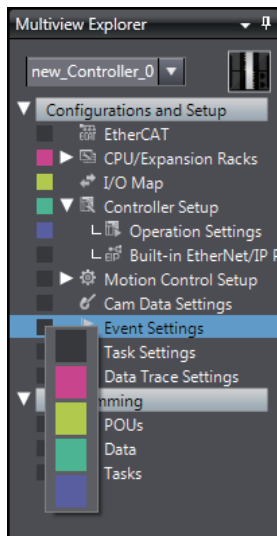 Multiview Explorer
new_Controller_0
Configurations and Setup
EtherCAT
CPU/Expansion Racks
I/O Map
Controller Setup
Operation Settings
Built-in EtherNet/IP P
Motion Control Setup
Cam Data Settings
Event Settings
Task Settings
Data Trace Settings
mming
POUs
Data
Tasks